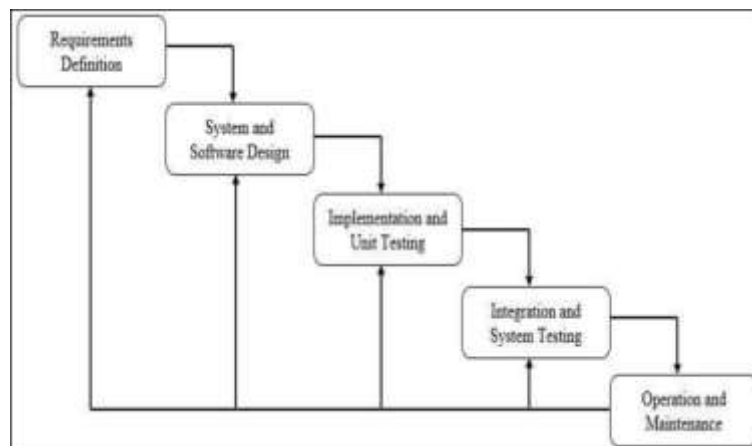 Requirements
Definition
System and
Software Design
Implementation and
Unit Testing
Integration and
System Testing
Operation and
Maintenance